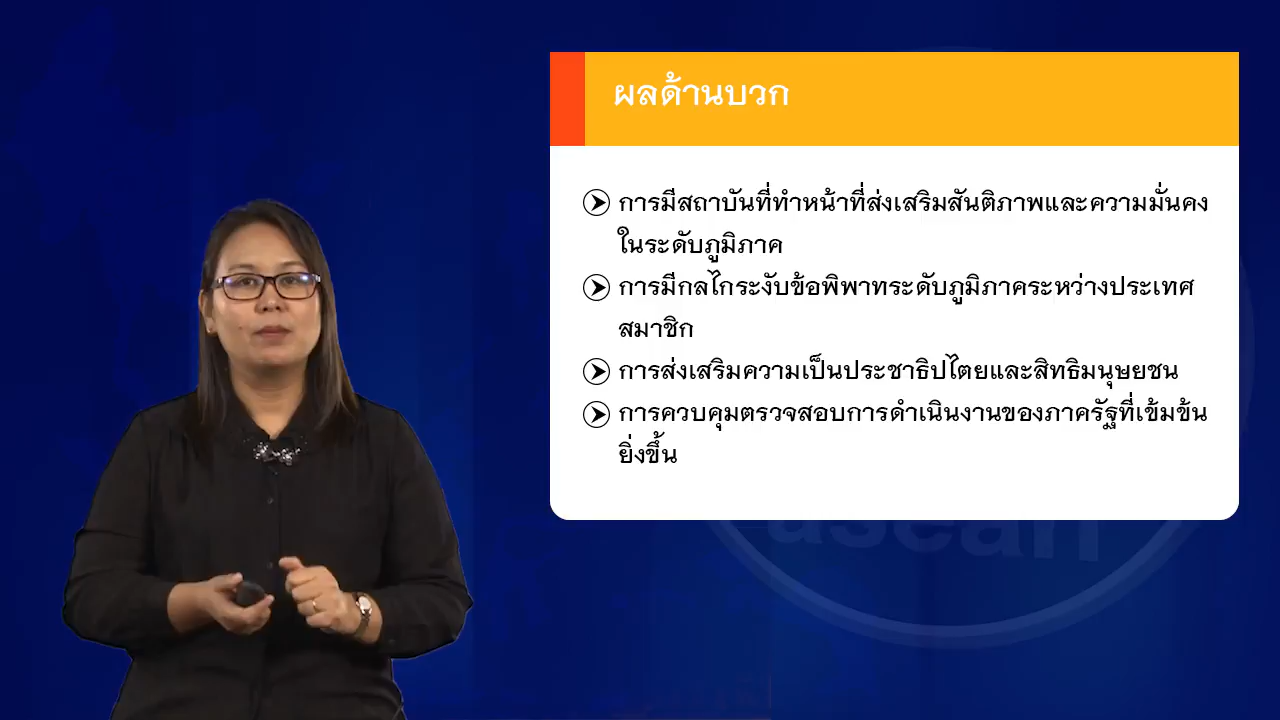 ผลด้านบวก
การมีสถาบันที่ทำหน้าที่ส่งเสริมสันติภาพและความมั่นคง
ในระดับภูมิภาค
การมีกลไกระงับข้อพิพาทระดับภูมิภาคระหว่างประเทศ
สมาชิก
การส่งเสริมความเป็นประชาธิปไตยและสิทธิมนุษยชน
การควบคุมตรวจสอบการดำเนินงานของภาครัฐที่เข้มข้น
ยิ่งขึ้น
asean